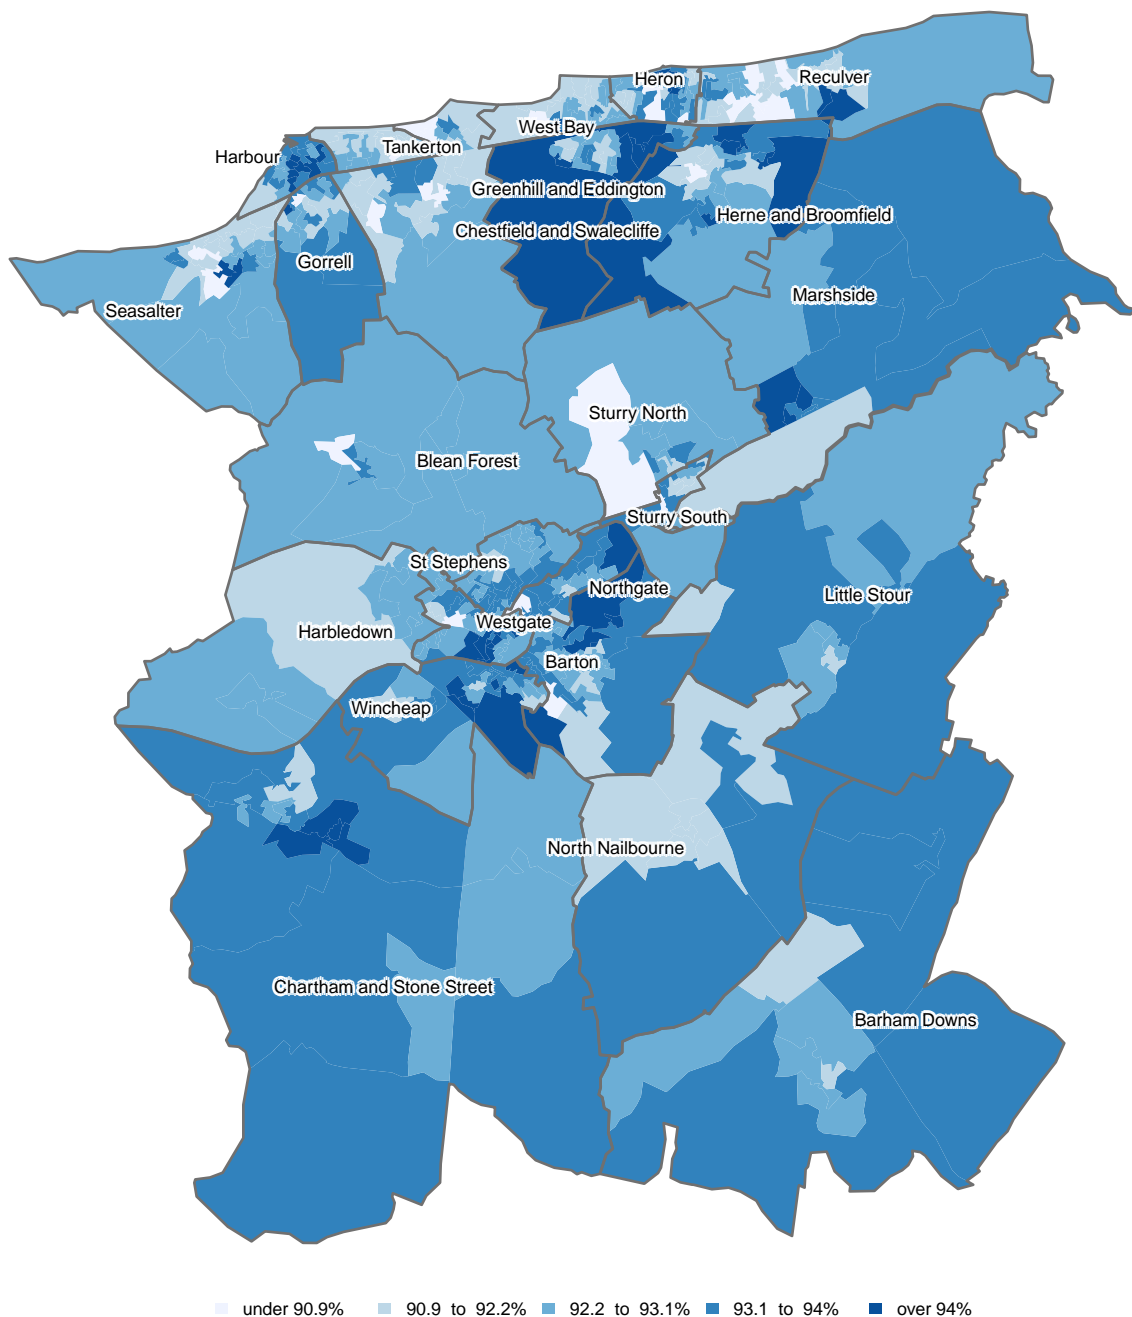 Heron
Reculver
West Bay
Tankerton
Harbour
Greenhill and Eddington
Herne and Broomfield
Chestfield and Swalecliffe
Gorrell
Marshside
Seasalter
Sturry North
Blean Forest
Sturry South
St Stephens
Northgate
Little Stour
Westgate
Harbledown
Barton
Wincheap
North Nailbourne
Chartham and Stone Street
Barham Downs
under 90.9% 90.9 to 92.2% 92.2 to 93.1% 93.1 to 94% over 94%